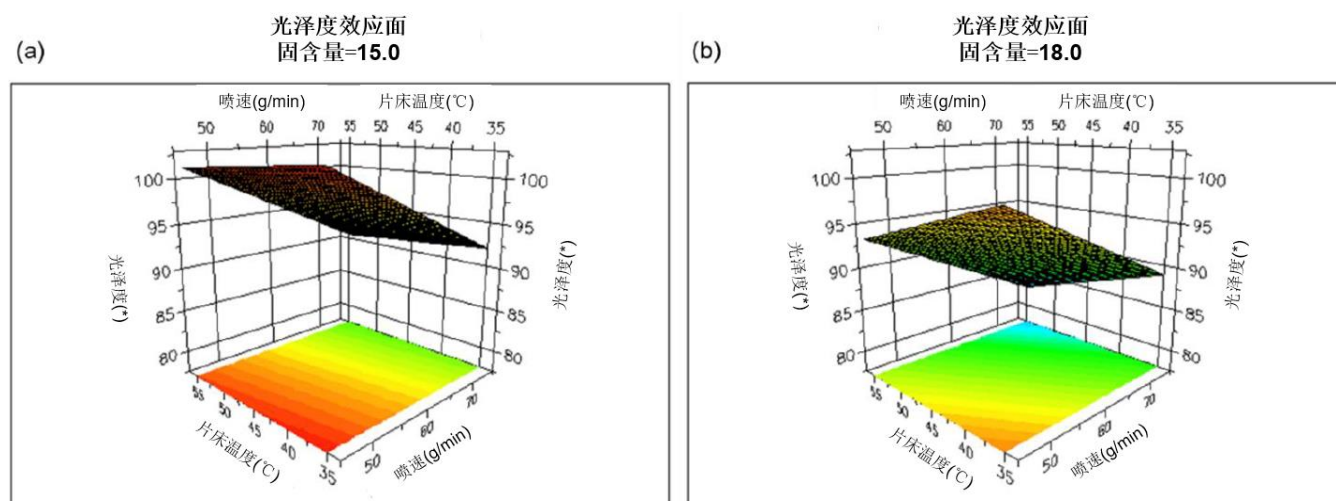 (a)
光泽度效应面
固含量=15.0
喷速(g/min) 片床温度(℃)
50 60 70 55 50 45 40 35
100 100
95 95
90 90
85 85
80 80
光泽度(*)
光泽度(*)
55 50 45 40 35
50 60 70
片床温度(℃)
喷速(g/min)
(b)
光泽度效应面
固含量=18.0
喷速(g/min) 片床温度(℃)
50 60 70 55 50 45 40 35
100 100
95 95
90 90
85 85
80 80
光泽度(*)
光泽度(*)
55 50 45 40 35
50 60 70
片床温度(℃)
喷速(g/min)